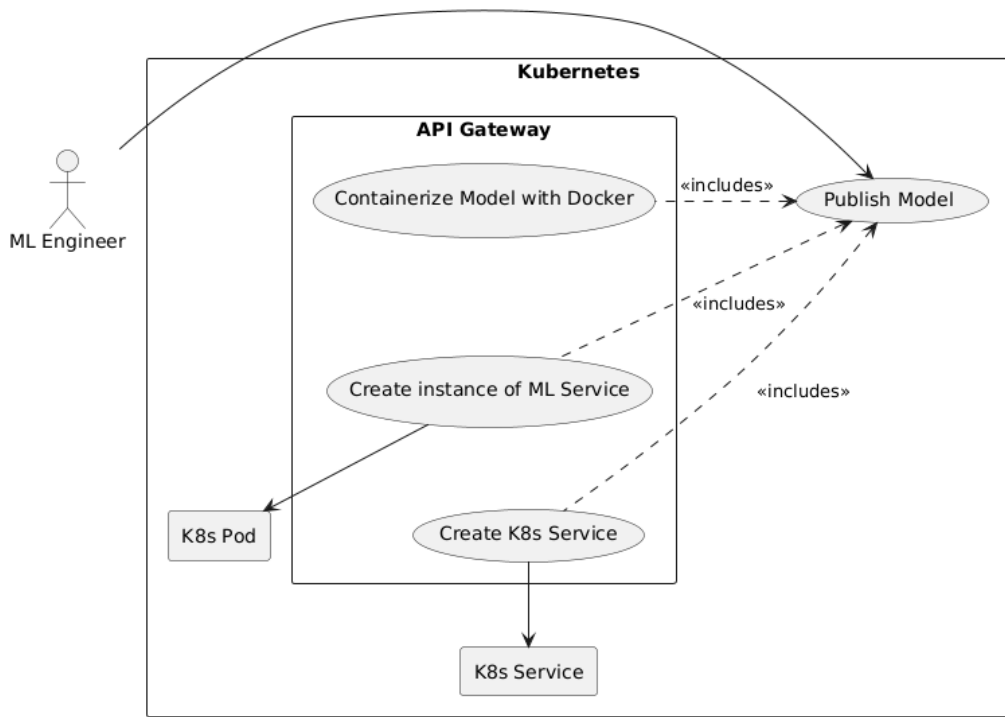 Kubernetes
API Gateway
Containerize Model with Docker
«includes»
Publish Model
ML Engineer
«includes»
Create instance of ML Service
«includes»
K8s Pod
Create K8s Service
K8s Service